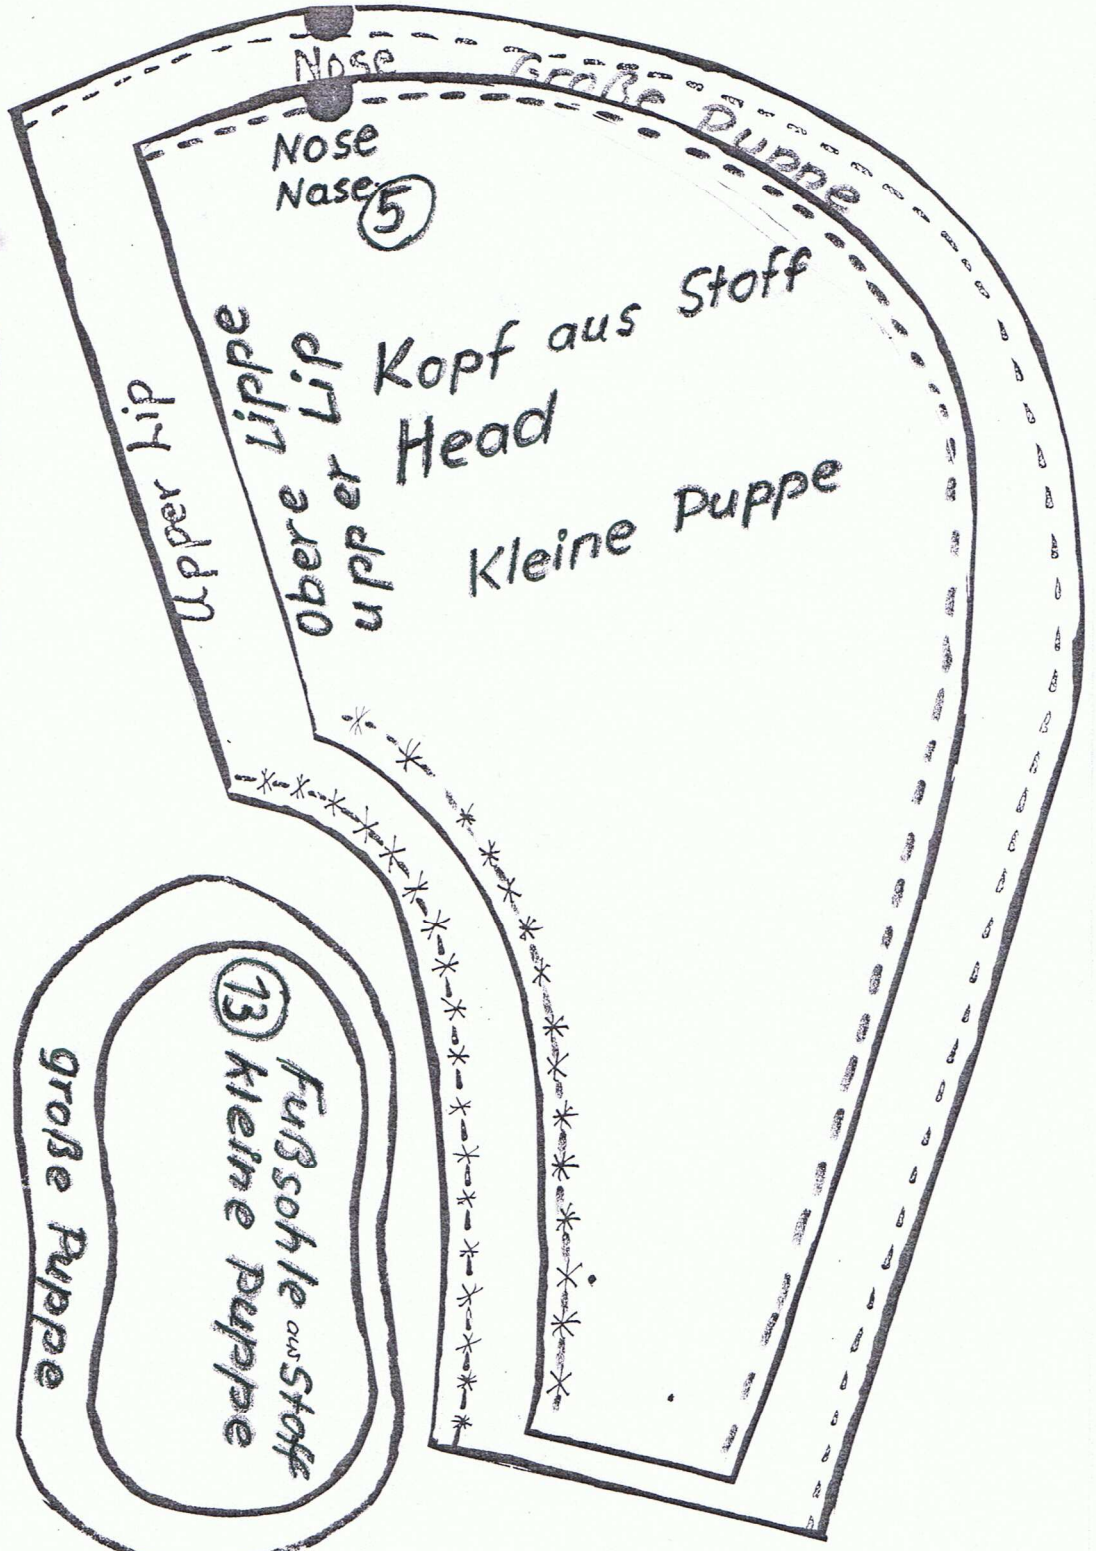 Nose
Große Puppe
Nose
Nase
5
Kopf aus Stoff
Head
Kleine Puppe
Obere Lippe
upper Lip
Upper Lip
13
Fußsohle aus Stoff
kleine Puppe
große Puppe